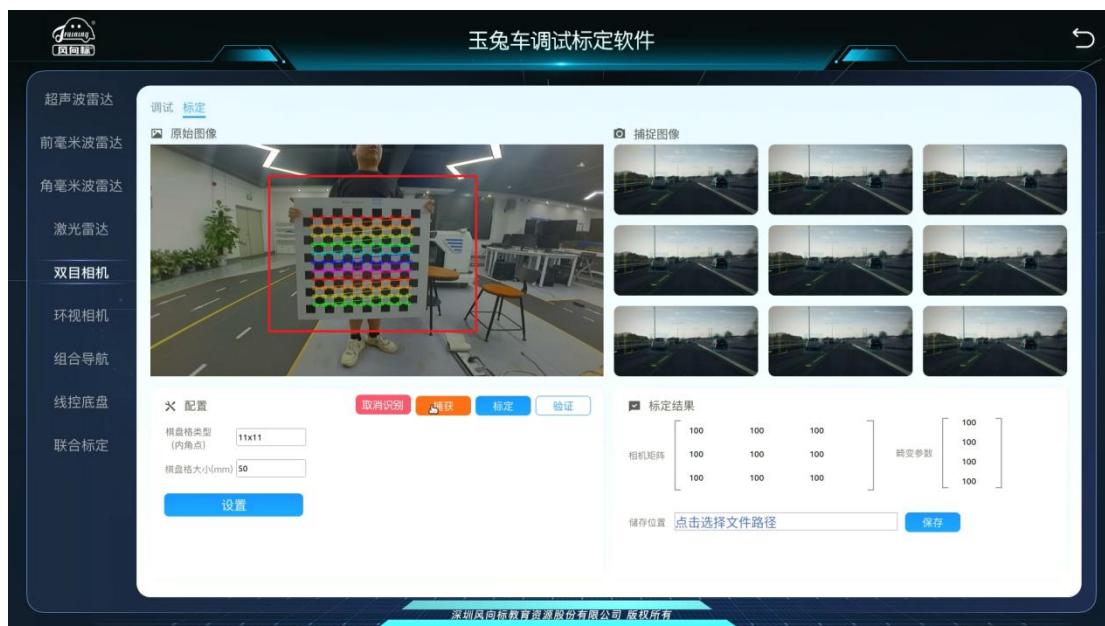 风向标
玉兔车调试标定软件
超声波雷达
前毫米波雷达
角毫米波雷达
激光雷达
双目相机
环视相机
组合导航
线控底盘
联合标定
调试 标定
原始图像
捕捉图像
配置
取消识别 捕获 标定 验证
棋盘格类型
(内角点)
11x11
棋盘格大小(mm) 50
设置
标定结果
相机矩阵
100 100 100
100 100 100
100 100 100
畸变参数
100
100
100
100
储存位置 点击选择文件路径 保存
深圳风向标教育资源股份有限公司 版权所有